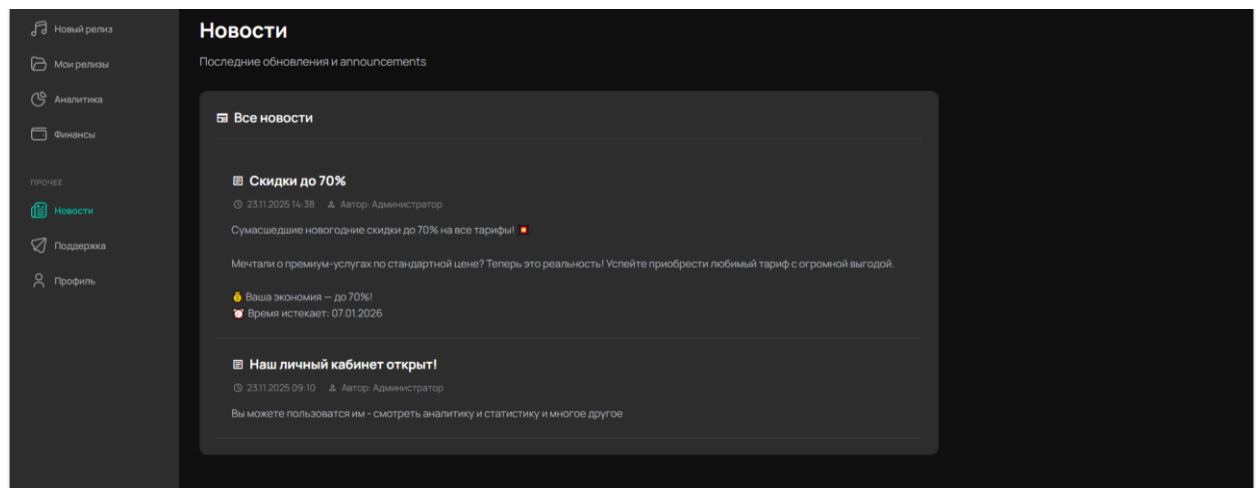 Новый релиз
Мои релизы
Аналитика
Финансы
ПРОЧЕЕ
Новости
Поддержка
Профиль
Новости
Последние обновления и announcements
Все новости
Скидки до 70%
23.11.2025 14:38 Автор: Администратор
Сумасшедшие новогодние скидки до 70% на все тарифы! 💥
Мечтали о премиум-услугах по стандартной цене? Теперь это реальность! Успейте приобрести любимый тариф с огромной выгодой.
💰 Ваша экономия — до 70%!
⏰ Время истекает: 07.01.2026
Наш личный кабинет открыт!
23.11.2025 09:10 Автор: Администратор
Вы можете пользоватся им - смотреть аналитику и статистику и многое другое